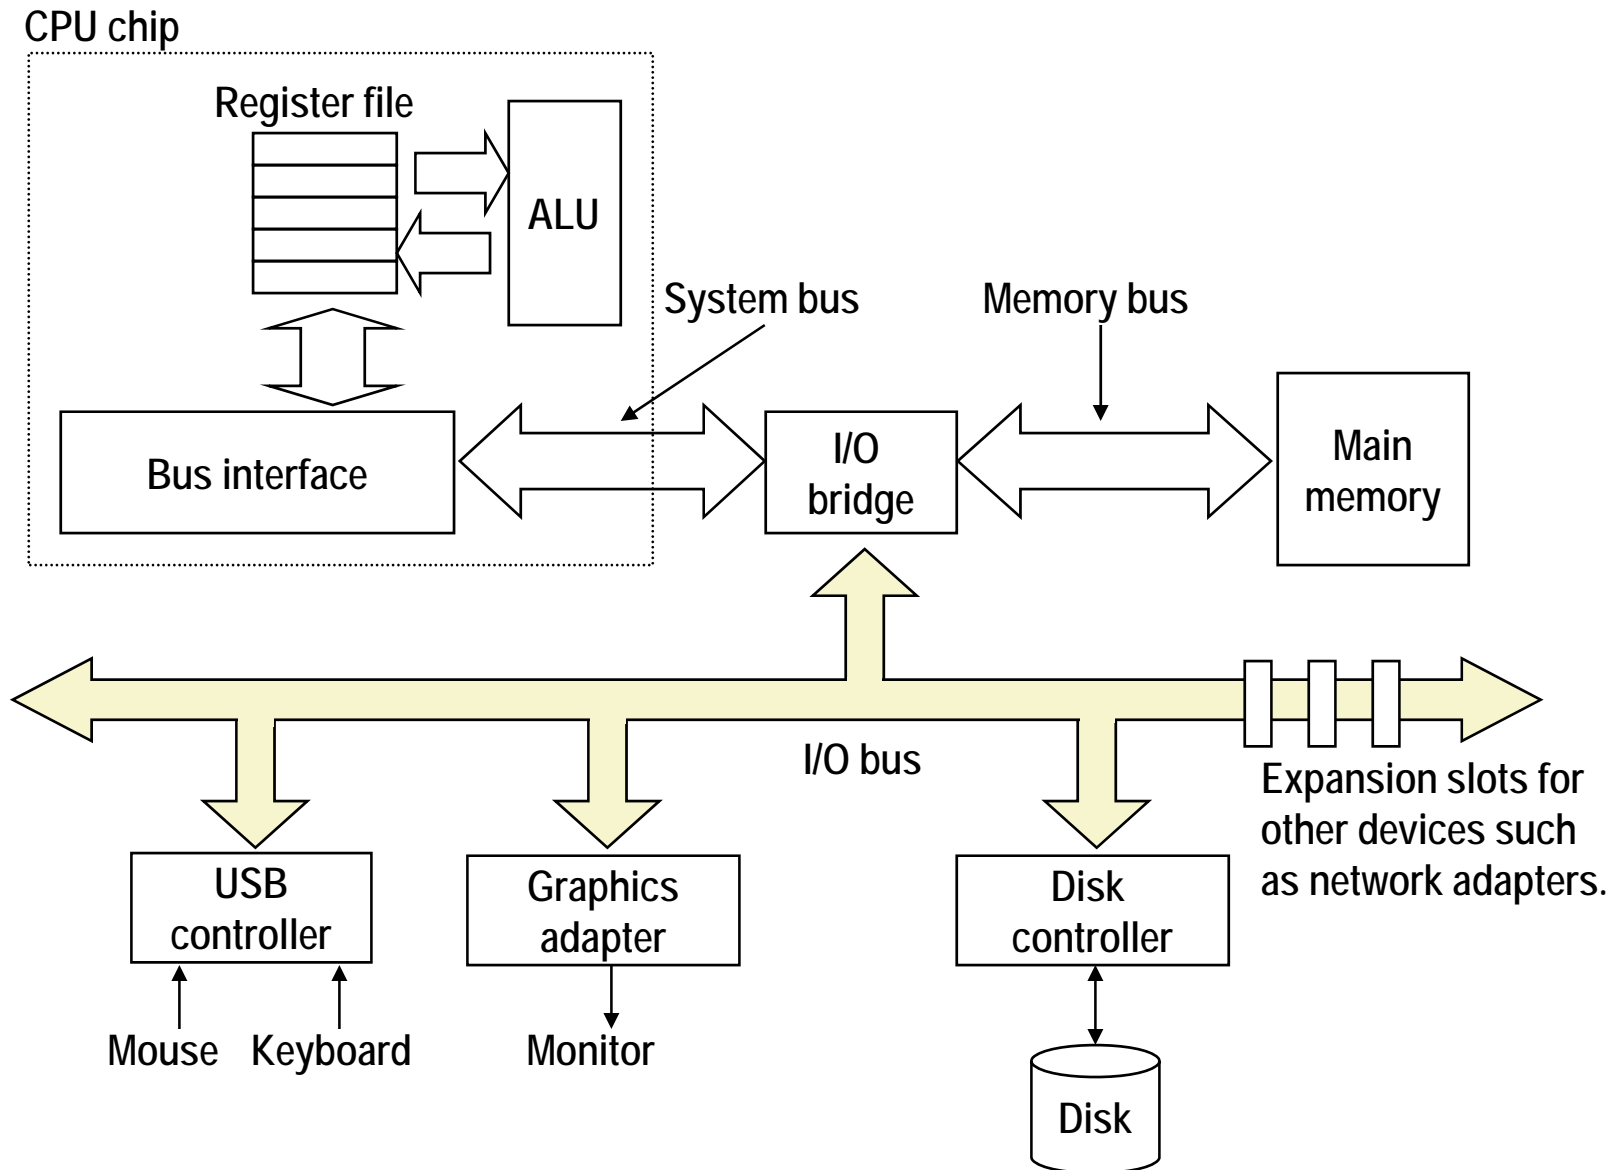 CPU chip
Register file
ALU
System bus
Memory bus
Bus interface
I/O
bridge
Main
memory
I/O bus
Expansion slots for
other devices such
as network adapters.
USB
controller
Graphics
adapter
Disk
controller
Mouse
Keyboard
Monitor
Disk